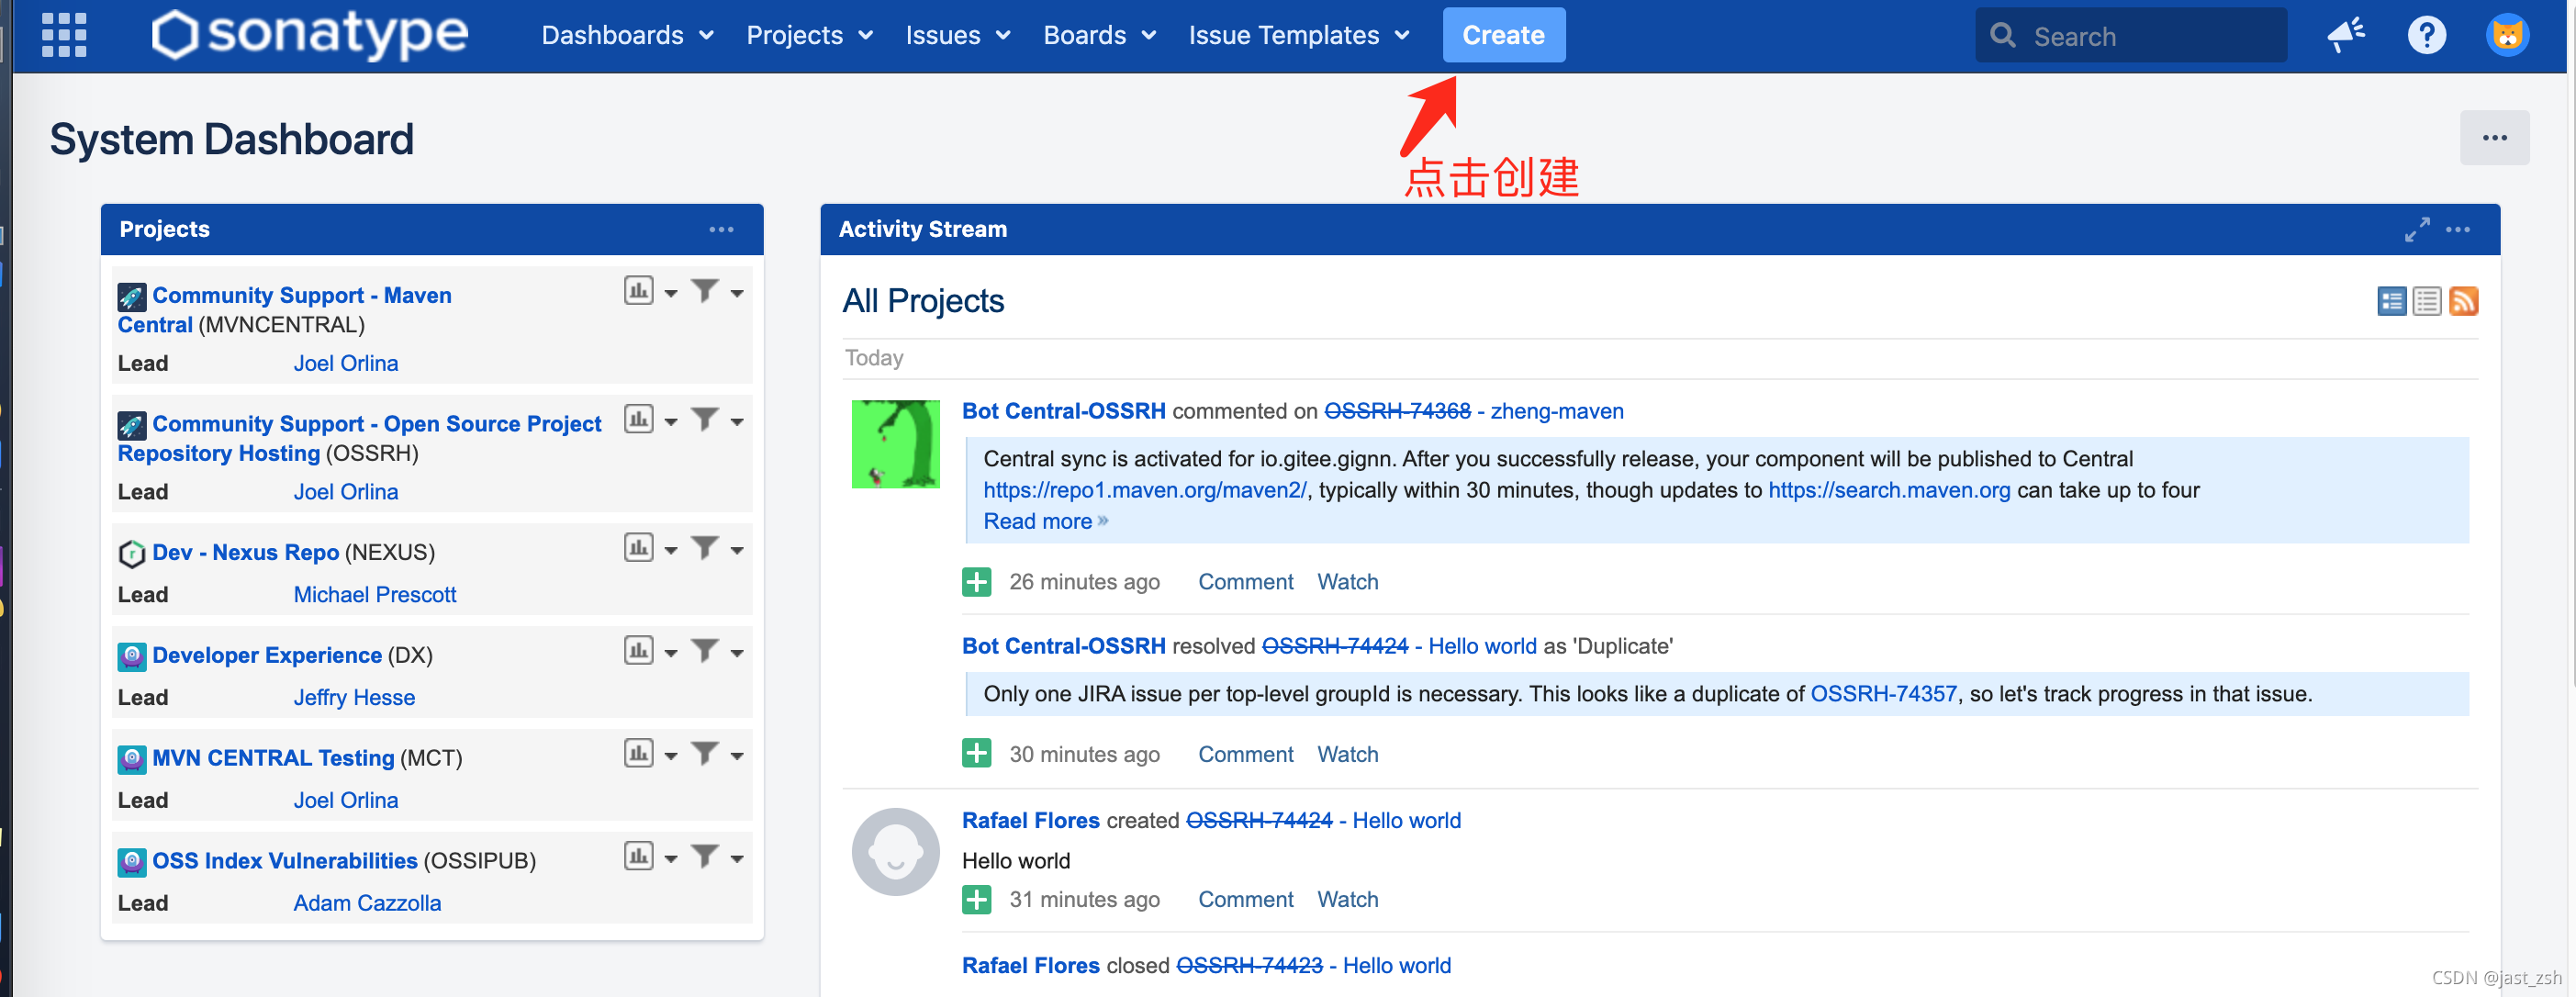 sonatype
Dashboards Projects Issues Boards Issue Templates Create Search
点击创建
System Dashboard
Projects
Community Support - Maven
Central (MVNCENTRAL)
Lead Joel Orlina
Community Support - Open Source Project
Repository Hosting (OSSRH)
Lead Joel Orlina
Dev - Nexus Repo (NEXUS)
Lead Michael Prescott
Developer Experience (DX)
Lead Jeffry Hesse
MVN CENTRAL Testing (MCT)
Lead Joel Orlina
OSS Index Vulnerabilities (OSSIPUB)
Lead Adam Cazzolla
Activity Stream
All Projects
Today
Bot Central-OSSRH commented on OSSRH-74368 - zheng-maven
Central sync is activated for io.gitee.gignn. After you successfully release, your component will be published to Central
https://repo1.maven.org/maven2/, typically within 30 minutes, though updates to https://search.maven.org can take up to four
Read more »
26 minutes ago Comment Watch
Bot Central-OSSRH resolved OSSRH-74424 - Hello world as 'Duplicate'
Only one JIRA issue per top-level groupId is necessary. This looks like a duplicate of OSSRH-74357, so let's track progress in that issue.
30 minutes ago Comment Watch
Rafael Flores created OSSRH-74424 - Hello world
Hello world
31 minutes ago Comment Watch
Rafael Flores closed OSSRH-74423 - Hello world
CSDN @jast_zsh